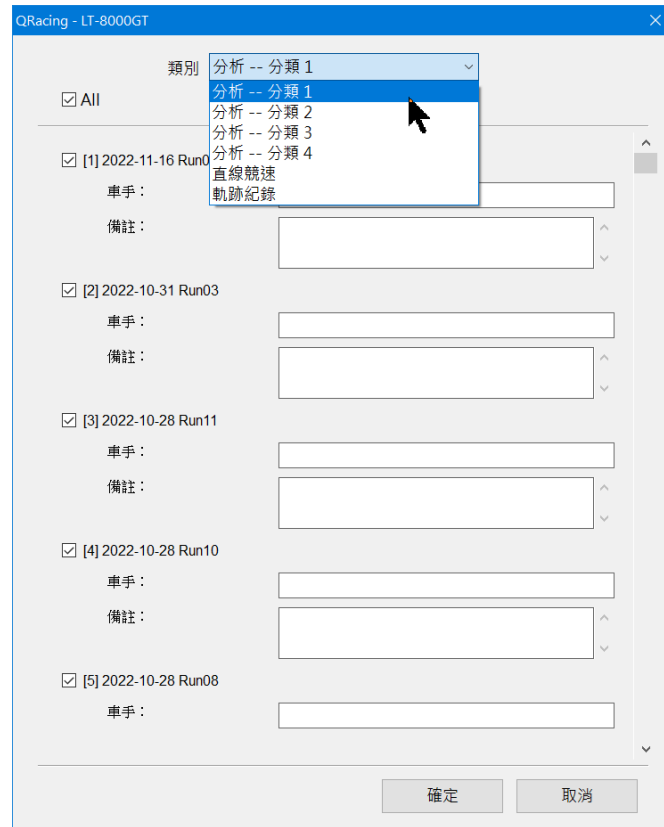 QRacing - LT-8000GT
類別 分析 -- 分類 1
All
分析 -- 分類 1
分析 -- 分類 2
分析 -- 分類 3
分析 -- 分類 4
直線競速
軌跡紀錄
[1] 2022-11-16 Run0
車手：
備註：
[2] 2022-10-31 Run03
車手：
備註：
[3] 2022-10-28 Run11
車手：
備註：
[4] 2022-10-28 Run10
車手：
備註：
[5] 2022-10-28 Run08
車手：
確定 取消